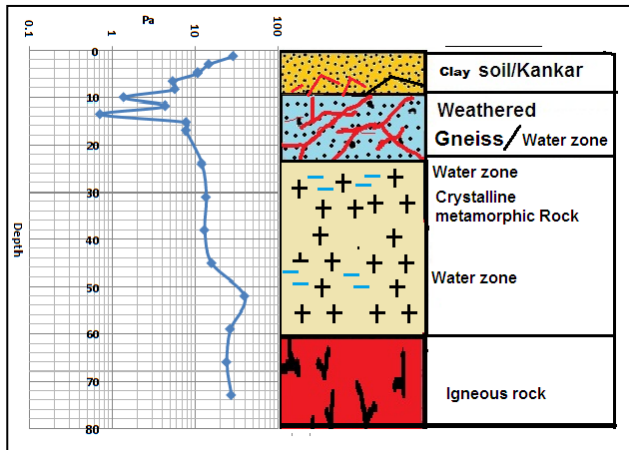 Pa
0.1 1 10 100
0
10
20
30
40
50
60
70
80
Depth
Clay soil/Kankar
Weathered
Gneiss/Water zone
Water zone
Crystalline
metamorphic Rock
Water zone
Igneous rock